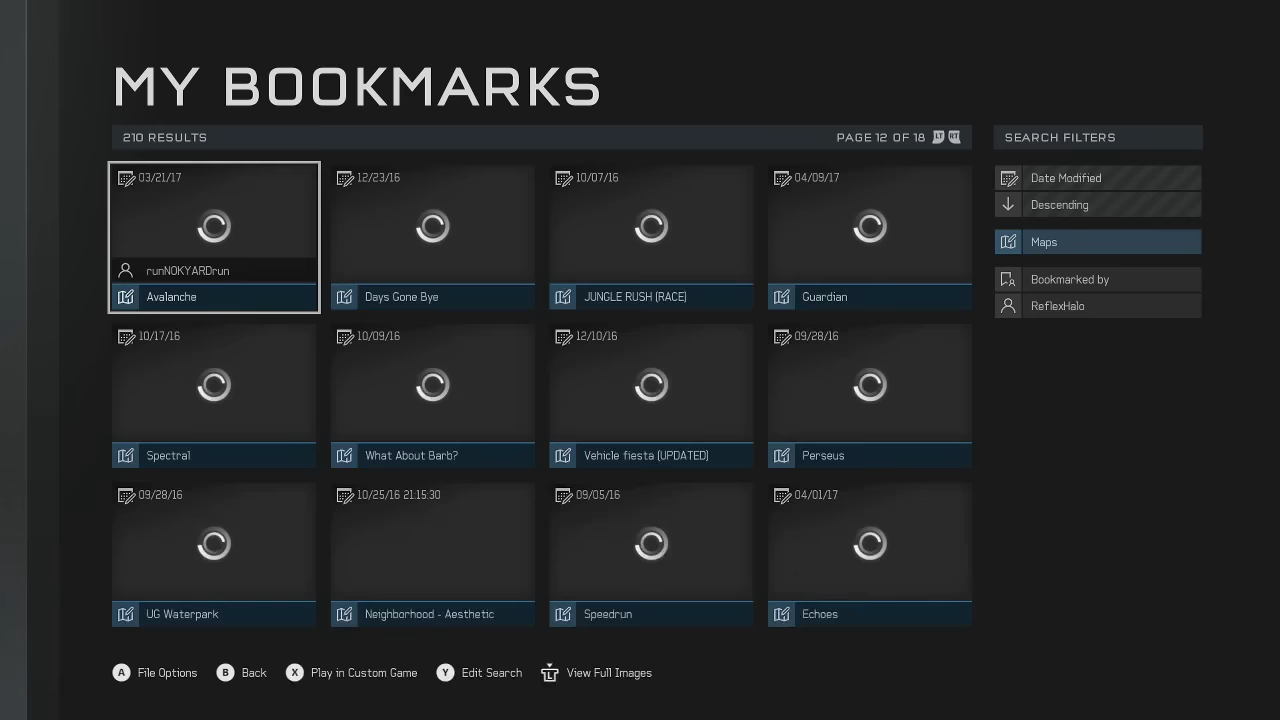 MY BOOKMARKS
210 RESULTS
PAGE 12 OF 18 LT RT
SEARCH FILTERS
03/21/17
12/23/16
10/07/16
04/09/17
runNOKYARDrun
Avalanche
Days Gone Bye
JUNGLE RUSH (RACE)
Guardian
10/17/16
10/09/16
12/10/16
09/28/16
Spectral
What About Barb?
Vehicle fiesta (UPDATED)
Perseus
09/28/16
10/25/16 21:15:30
09/05/16
04/01/17
UG Waterpark
Neighborhood - Aesthetic
Speedrun
Echoes
Date Modified
Descending
Maps
Bookmarked by
ReflexHalo
A File Options
B Back
X Play in Custom Game
Y Edit Search
L View Full Images